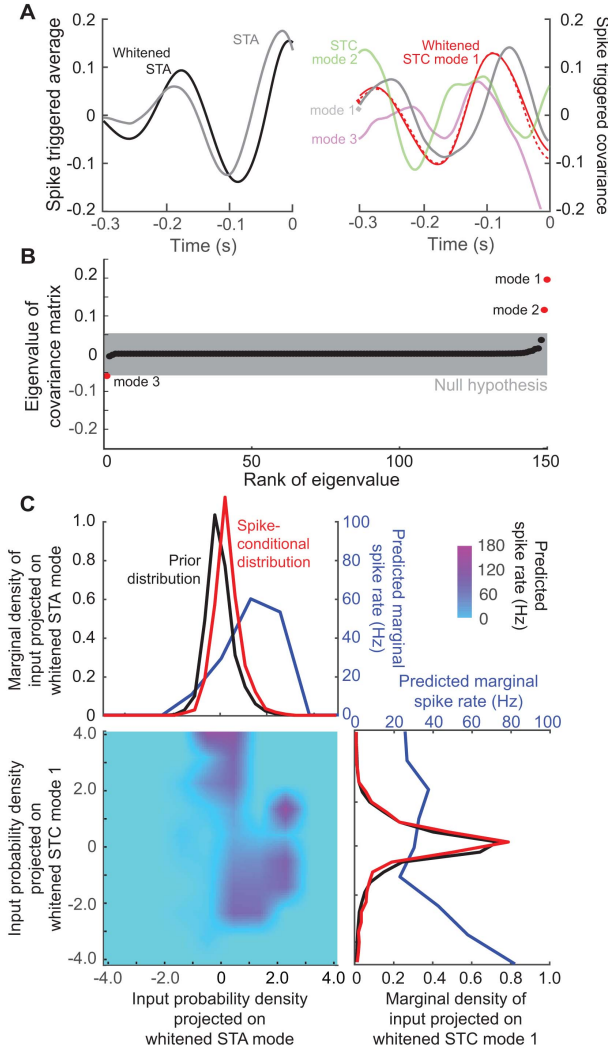 A
Spike triggered average
0.2
0.1
0
-0.1
-0.2
Whitened
STA
STA
-0.3
-0.2
-0.1
0
Time (s)
STC
mode 2
Whitened
STC mode 1
mode 1
mode 3
-0.3
-0.2
-0.1
0
Time (s)
0.2
0.1
0
-0.1
-0.2
Spike triggered
covariance
B
Eigenvalue of
covariance matrix
0.2
0.1
0
-0.1
-0.2
mode 1
mode 2
mode 3
Null hypothesis
0
50
100
150
Rank of eigenvalue
C
Marginal density of
input projected on
whitened STA mode
1.0
0.8
0.6
0.4
0.2
0
Prior
distribution
Spike-
conditional
distribution
100
80
60
40
20
0
Predicted marginal
spike rate (Hz)
180
120
60
0
Predicted
spike rate (Hz)
Predicted marginal
spike rate (Hz)
0 20 40 60 80 100
Input probability density
projected on
whitened STC mode 1
4.0
2.0
0
-2.0
-4.0
-4.0 -2.0 0 2.0 4.0
Input probability density
projected on
whitened STA mode
0 0.2 0.4 0.6 0.8 1.0
Marginal density of
input projected on
whitened STC mode 1